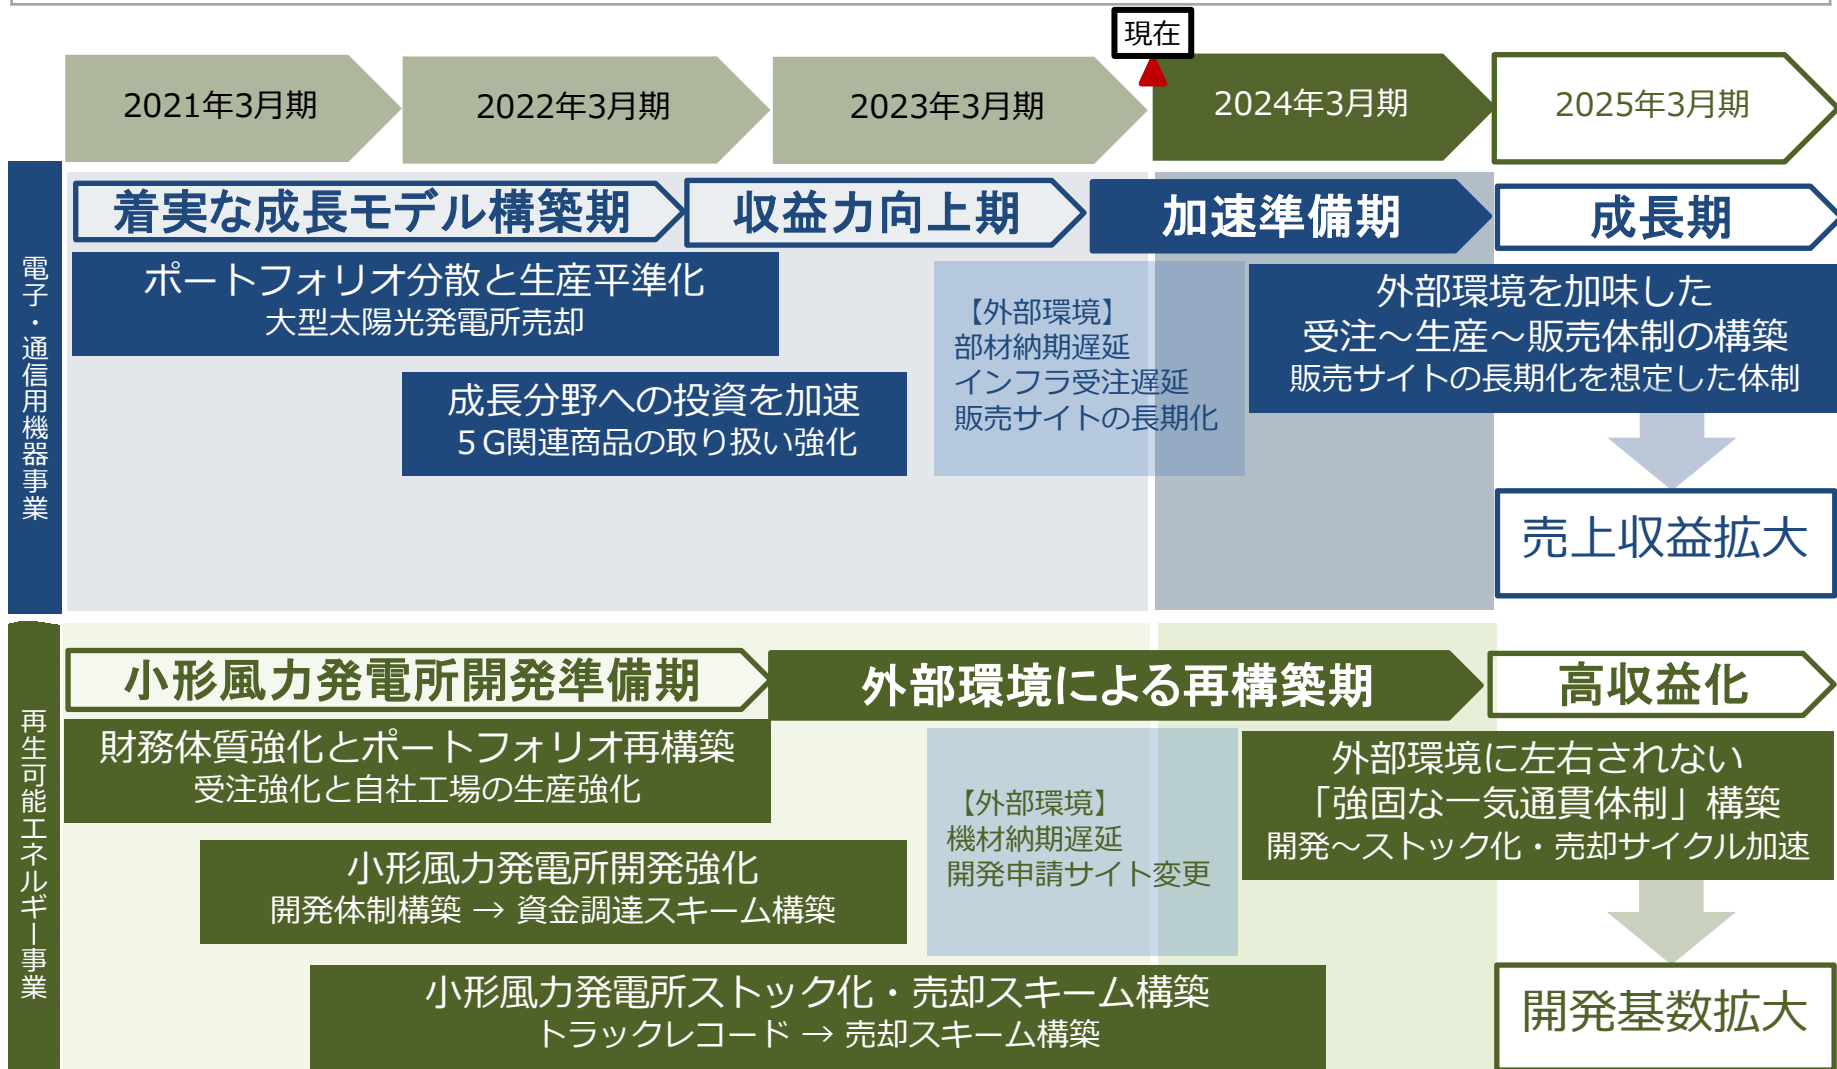 現在
2021年3月期
2022年3月期
2023年3月期
2024年3月期
2025年3月期
電子・通信用機器事業
着実な成長モデル構築期
収益力向上期
加速準備期
成長期
ポートフォリオ分散と生産平準化
大型太陽光発電所売却
成長分野への投資を加速
５G関連商品の取り扱い強化
【外部環境】
部材納期遅延
インフラ受注遅延
販売サイトの長期化
外部環境を加味した
受注～生産～販売体制の構築
販売サイトの長期化を想定した体制
売上収益拡大
再生可能エネルギー事業
小形風力発電所開発準備期
外部環境による再構築期
高収益化
財務体質強化とポートフォリオ再構築
受注強化と自社工場の生産強化
小形風力発電所開発強化
開発体制構築 → 資金調達スキーム構築
【外部環境】
機材納期遅延
開発申請サイト変更
外部環境に左右されない
「強固な一気通貫体制」構築
開発～ストック化・売却サイクル加速
小形風力発電所ストック化・売却スキーム構築
トラックレコード → 売却スキーム構築
開発基数拡大